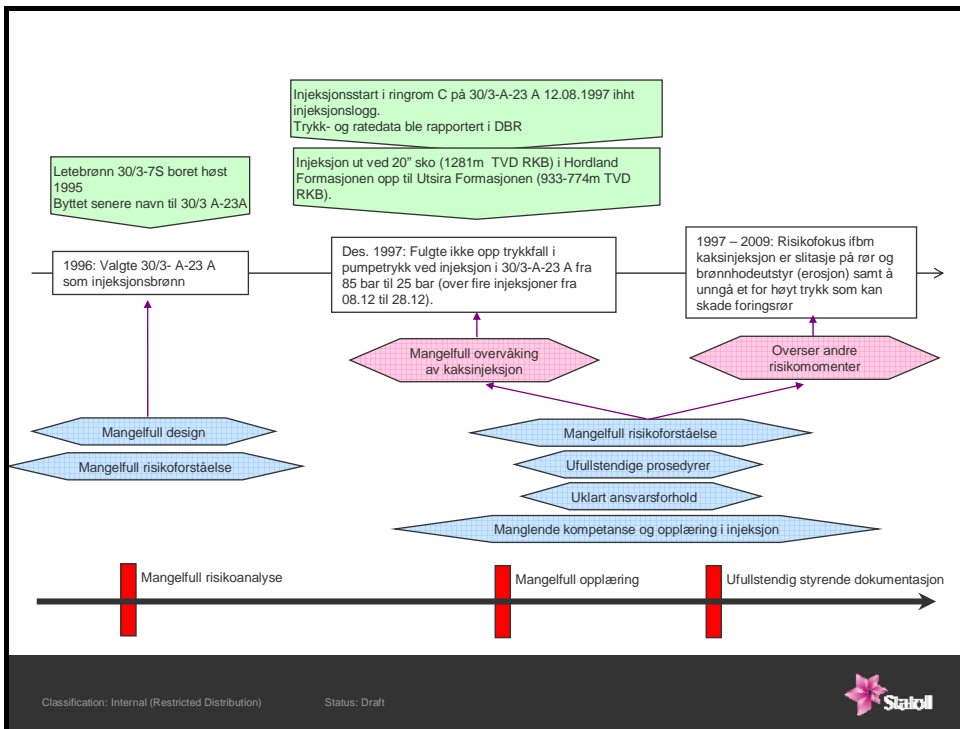 Injeksjonsstart i ringrom C på 30/3-A-23 A 12.08.1997 ihht
injeksjonslogg.
Trykk- og ratedata ble rapportert i DBR
Injeksjon ut ved 20" sko (1281m TVD RKB) i Hordland
Formasjonen opp til Utsira Formasjonen (933-774m TVD
RKB).
Letebrønn 30/3-7S boret høst
1995
Byttet senere navn til 30/3 A-23A
1996: Valgte 30/3- A-23 A
som injeksjonsbrønn
Des. 1997: Fulgte ikke opp trykkfall i
pumpetrykk ved injeksjon i 30/3-A-23 A fra
85 bar til 25 bar (over fire injeksjoner fra
08.12 til 28.12).
1997 – 2009: Risikofokus ifbm
kaksinjeksjon er slitasje på rør og
brønnhodeutstyr (erosjon) samt å
unngå et for høyt trykk som kan
skade foringsrør
Mangelfull overvåking
av kaksinjeksjon
Overser andre
risikomomenter
Mangelfull design
Mangelfull risikoforståelse
Mangelfull risikoforståelse
Ufullstendige prosedyrer
Uklart ansvarsforhold
Manglende kompetanse og opplæring i injeksjon
Mangelfull risikoanalyse
Mangelfull opplæring
Ufullstendig styrende dokumentasjon
Classification: Internal (Restricted Distribution)
Status: Draft
Statoil